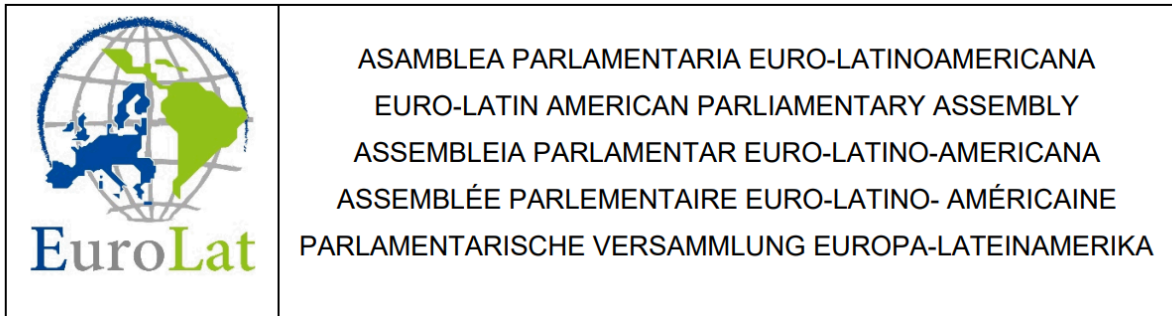 EuroLat
ASAMBLEA PARLAMENTARIA EURO-LATINOAMERICANA
EURO-LATIN AMERICAN PARLIAMENTARY ASSEMBLY
ASSEMBLEIA PARLAMENTAR EURO-LATINO-AMERICANA
ASSEMBLÉE PARLEMENTAIRE EURO-LATINO- AMÉRICAINE
PARLAMENTARISCHE VERSAMMLUNG EUROPA-LATEINAMERIKA